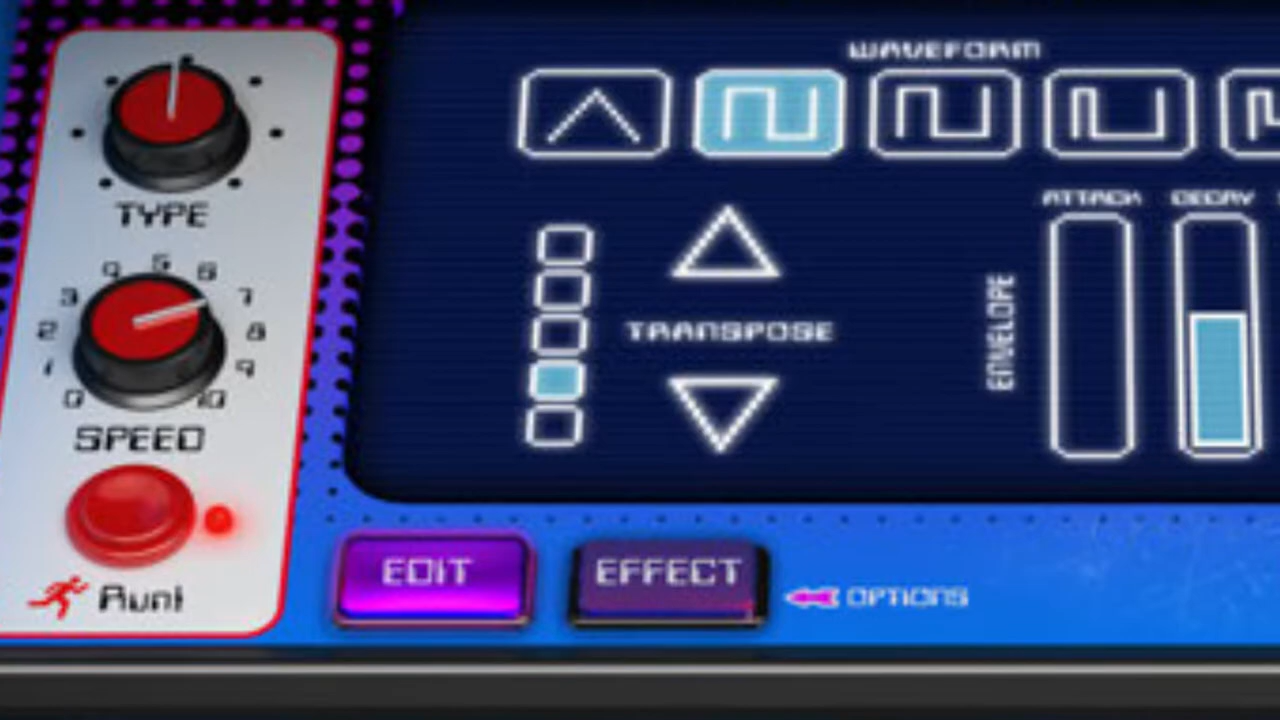 WAVEFORM
ATTACK DECAY
TYPE
4 5 6
3 7
2 8
1 9
0 10
SPEED
TRANSPOSE
ENVELOPE
Run!
EDIT
EFFECT
OPTIONS